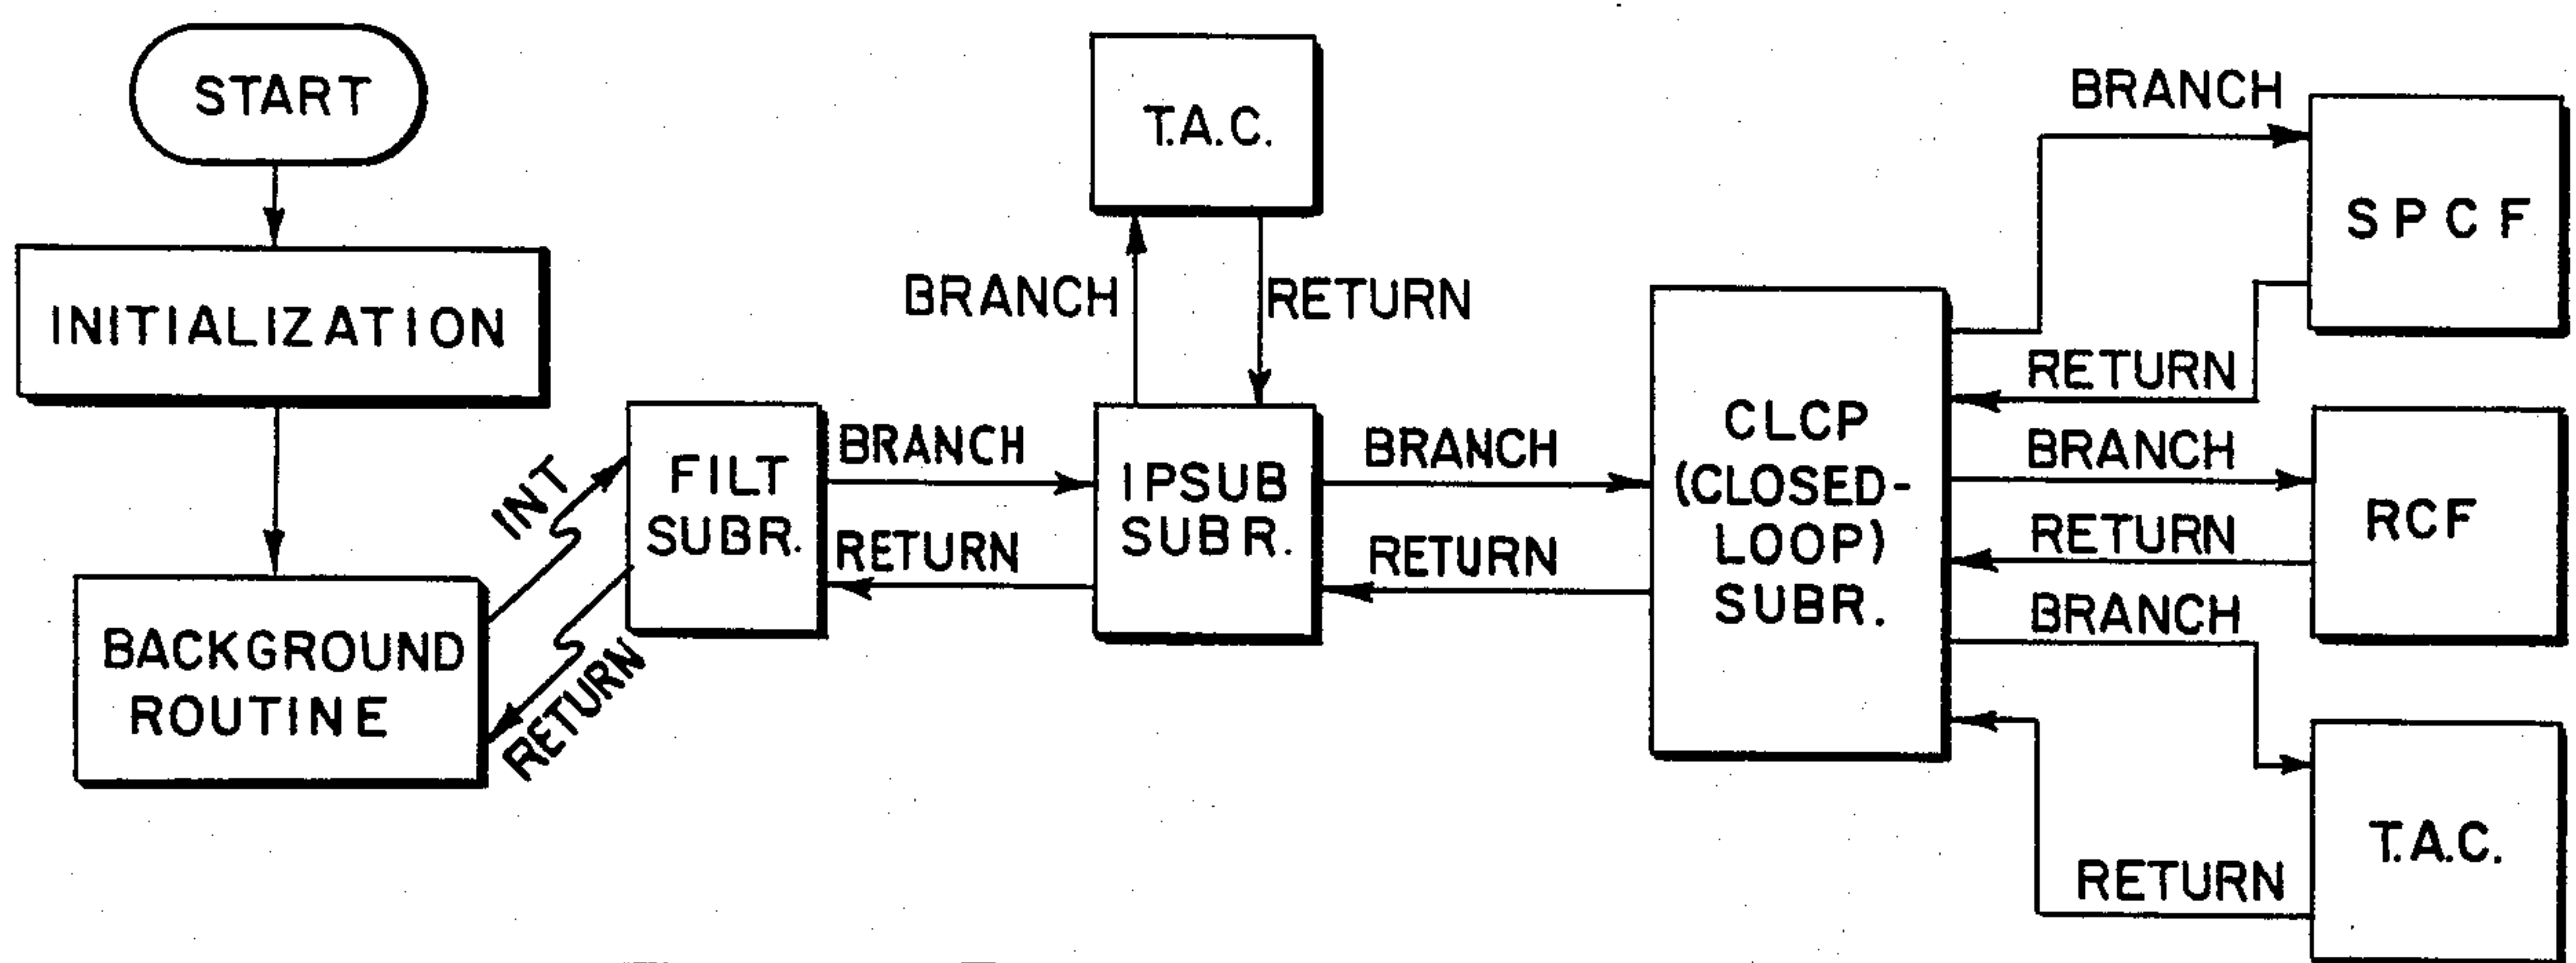 START
INITIALIZATION
BACKGROUND
ROUTINE
INT
RETURN
FILT
SUBR.
BRANCH
RETURN
T.A.C.
BRANCH
RETURN
IPSUB
SUBR.
BRANCH
RETURN
CLCP
(CLOSED-
LOOP)
SUBR.
BRANCH
RETURN
SPCF
BRANCH
RETURN
RCF
BRANCH
RETURN
T.A.C.